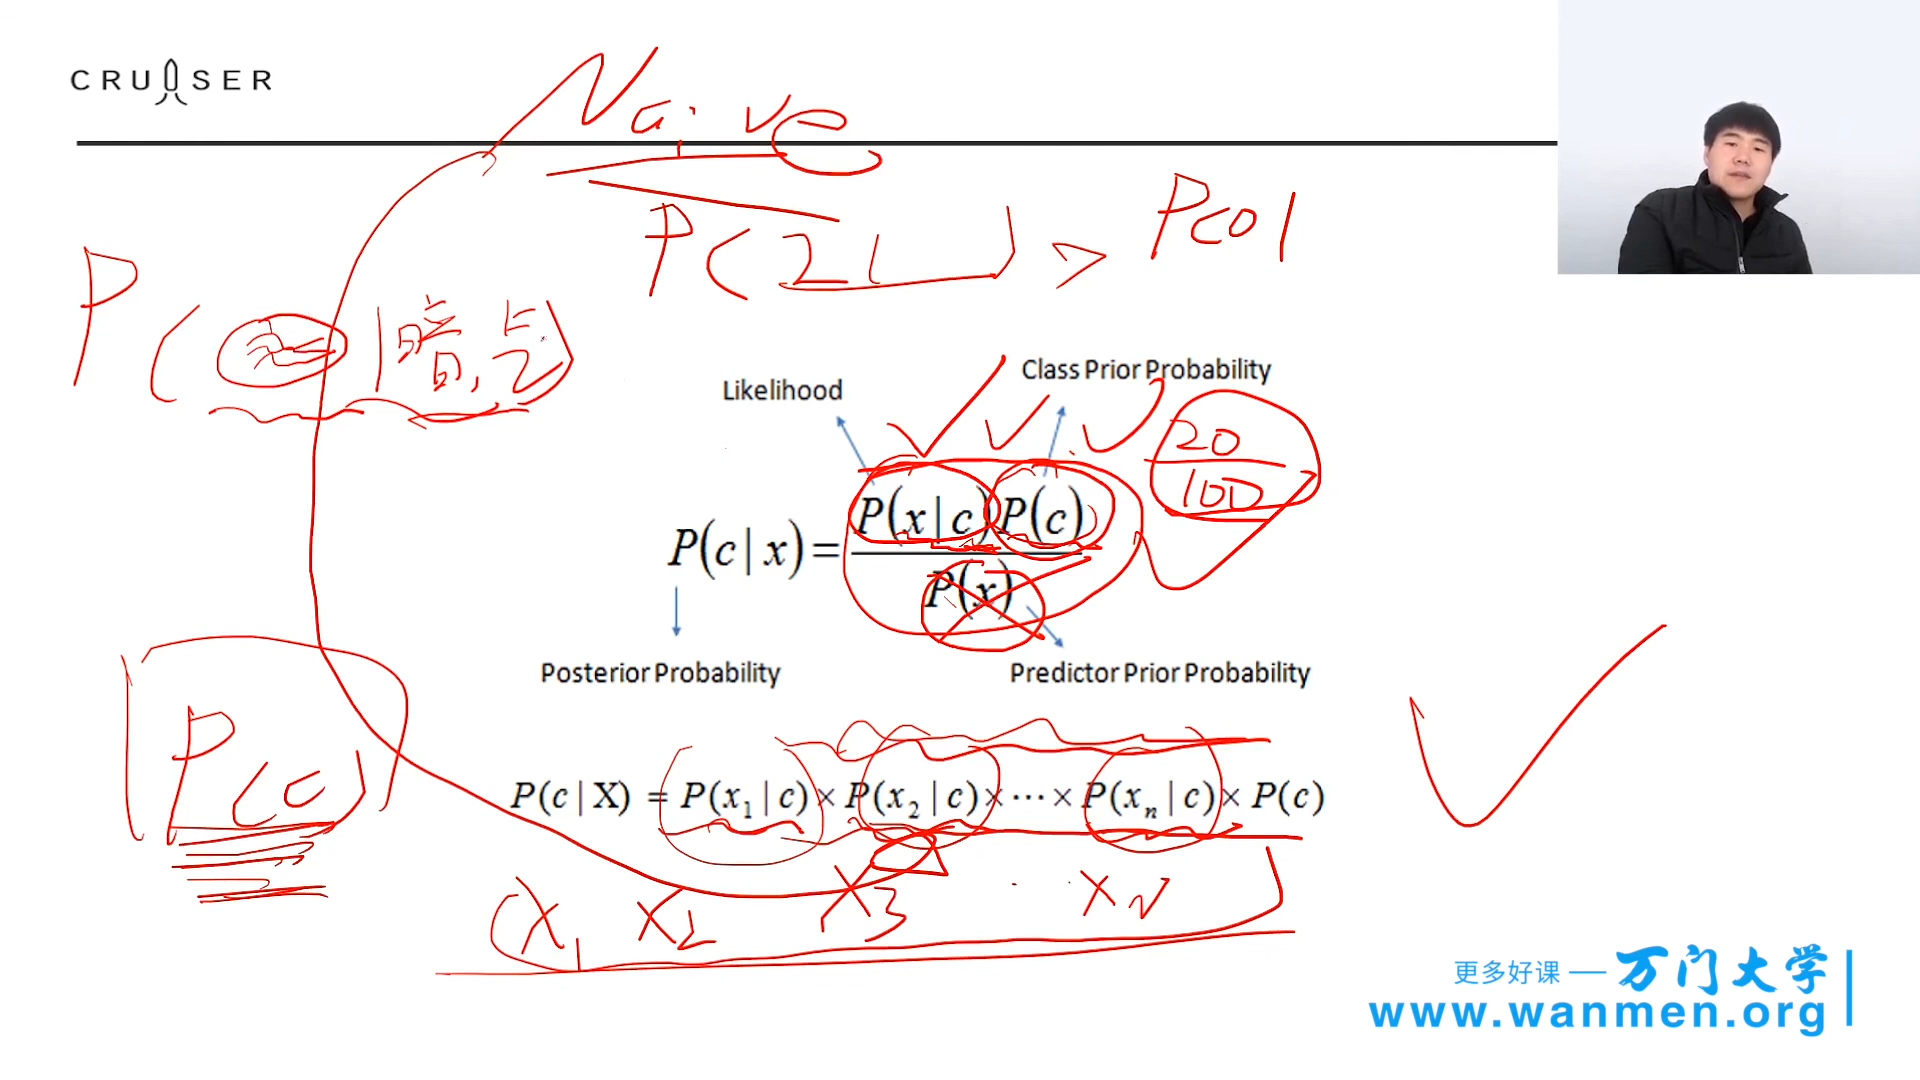 CRUISER
Naive
P(21) > P(0)
P( |暗,
Likelihood
Class Prior Probability
20
100
P(c|x)=
P(x|c)P(c)
P(x)
Posterior Probability
Predictor Prior Probability
P(c)
P(c|X) = P(x₁|c)×P(x₂|c)×⋯×P(xₙ|c)×P(c)
(x₁ x₂ x₃ · · xₙ
更多好课 — 万门大学
www.wanmen.org